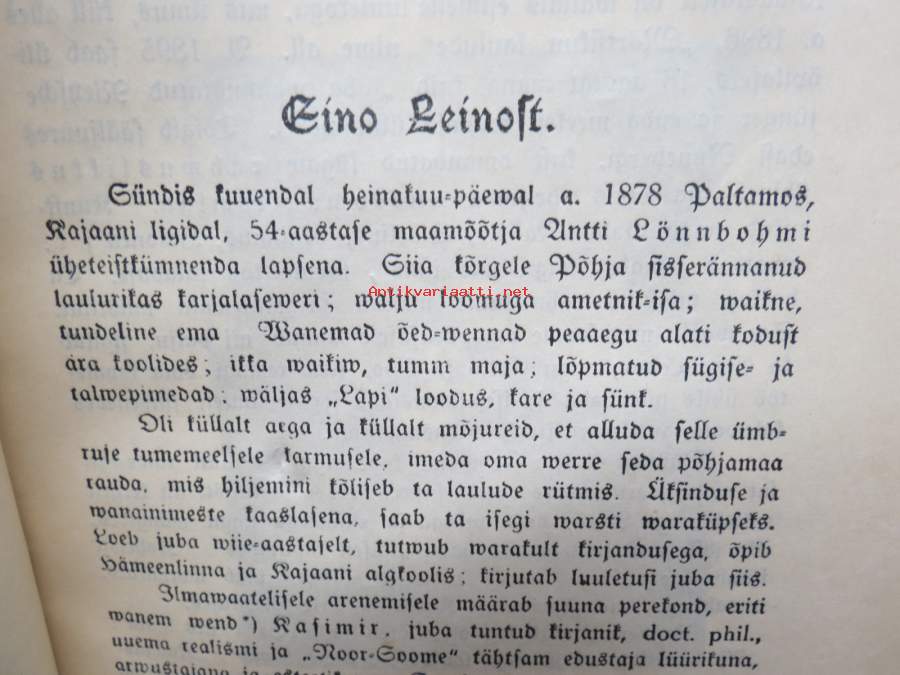 Eino Leinost.
Sündis kuuendal heinakuu-päewal a. 1878 Paltamos,
Kajaani ligidal, 54-aastase maamõõtja Antti Lönnbohmi
üheteistkümnenda lapsena. Siia kõrgele Põhja sisserännanud
Antikvariaatti.net
laulurikas karjalaseweri; walju loomuga ametnik-isa; waikne,
tundeline ema Wanemad õed-wennad peaaegu alati kodust
ära koolides; ikka waikiw, tumm maja; lõpmatud sügise- ja
talwepimedad; wäljas „Lapi“ loodus, kare ja sünk.
Oli küllalt aega ja küllalt mõjureid, et alluda selle ümb-
ruse tumemeelsele karmusele, imeda oma werre seda põhjamaa
rauda, mis hiljemini kõliseb ta laulude rütmis. Üksinduse ja
wanainimeste kaaslasena, saab ta isegi warsti waraküpseks.
Loeb juba wiie-aastaselt, tutwub warakult kirjandusega, õpib
Hämeenlinna ja Kajaani algkoolis; kirjutab luuletusi juba siis.
Ilmawaatelisele arenemisele määrab suuna perekond, eriti
wanem wend*) Kasimir, juba tuntud kirjanik, doct. phil.,
uuema realismi ja „Noor-Soome“ tähtsam edustaja lüürikuna,
arwustajana ja